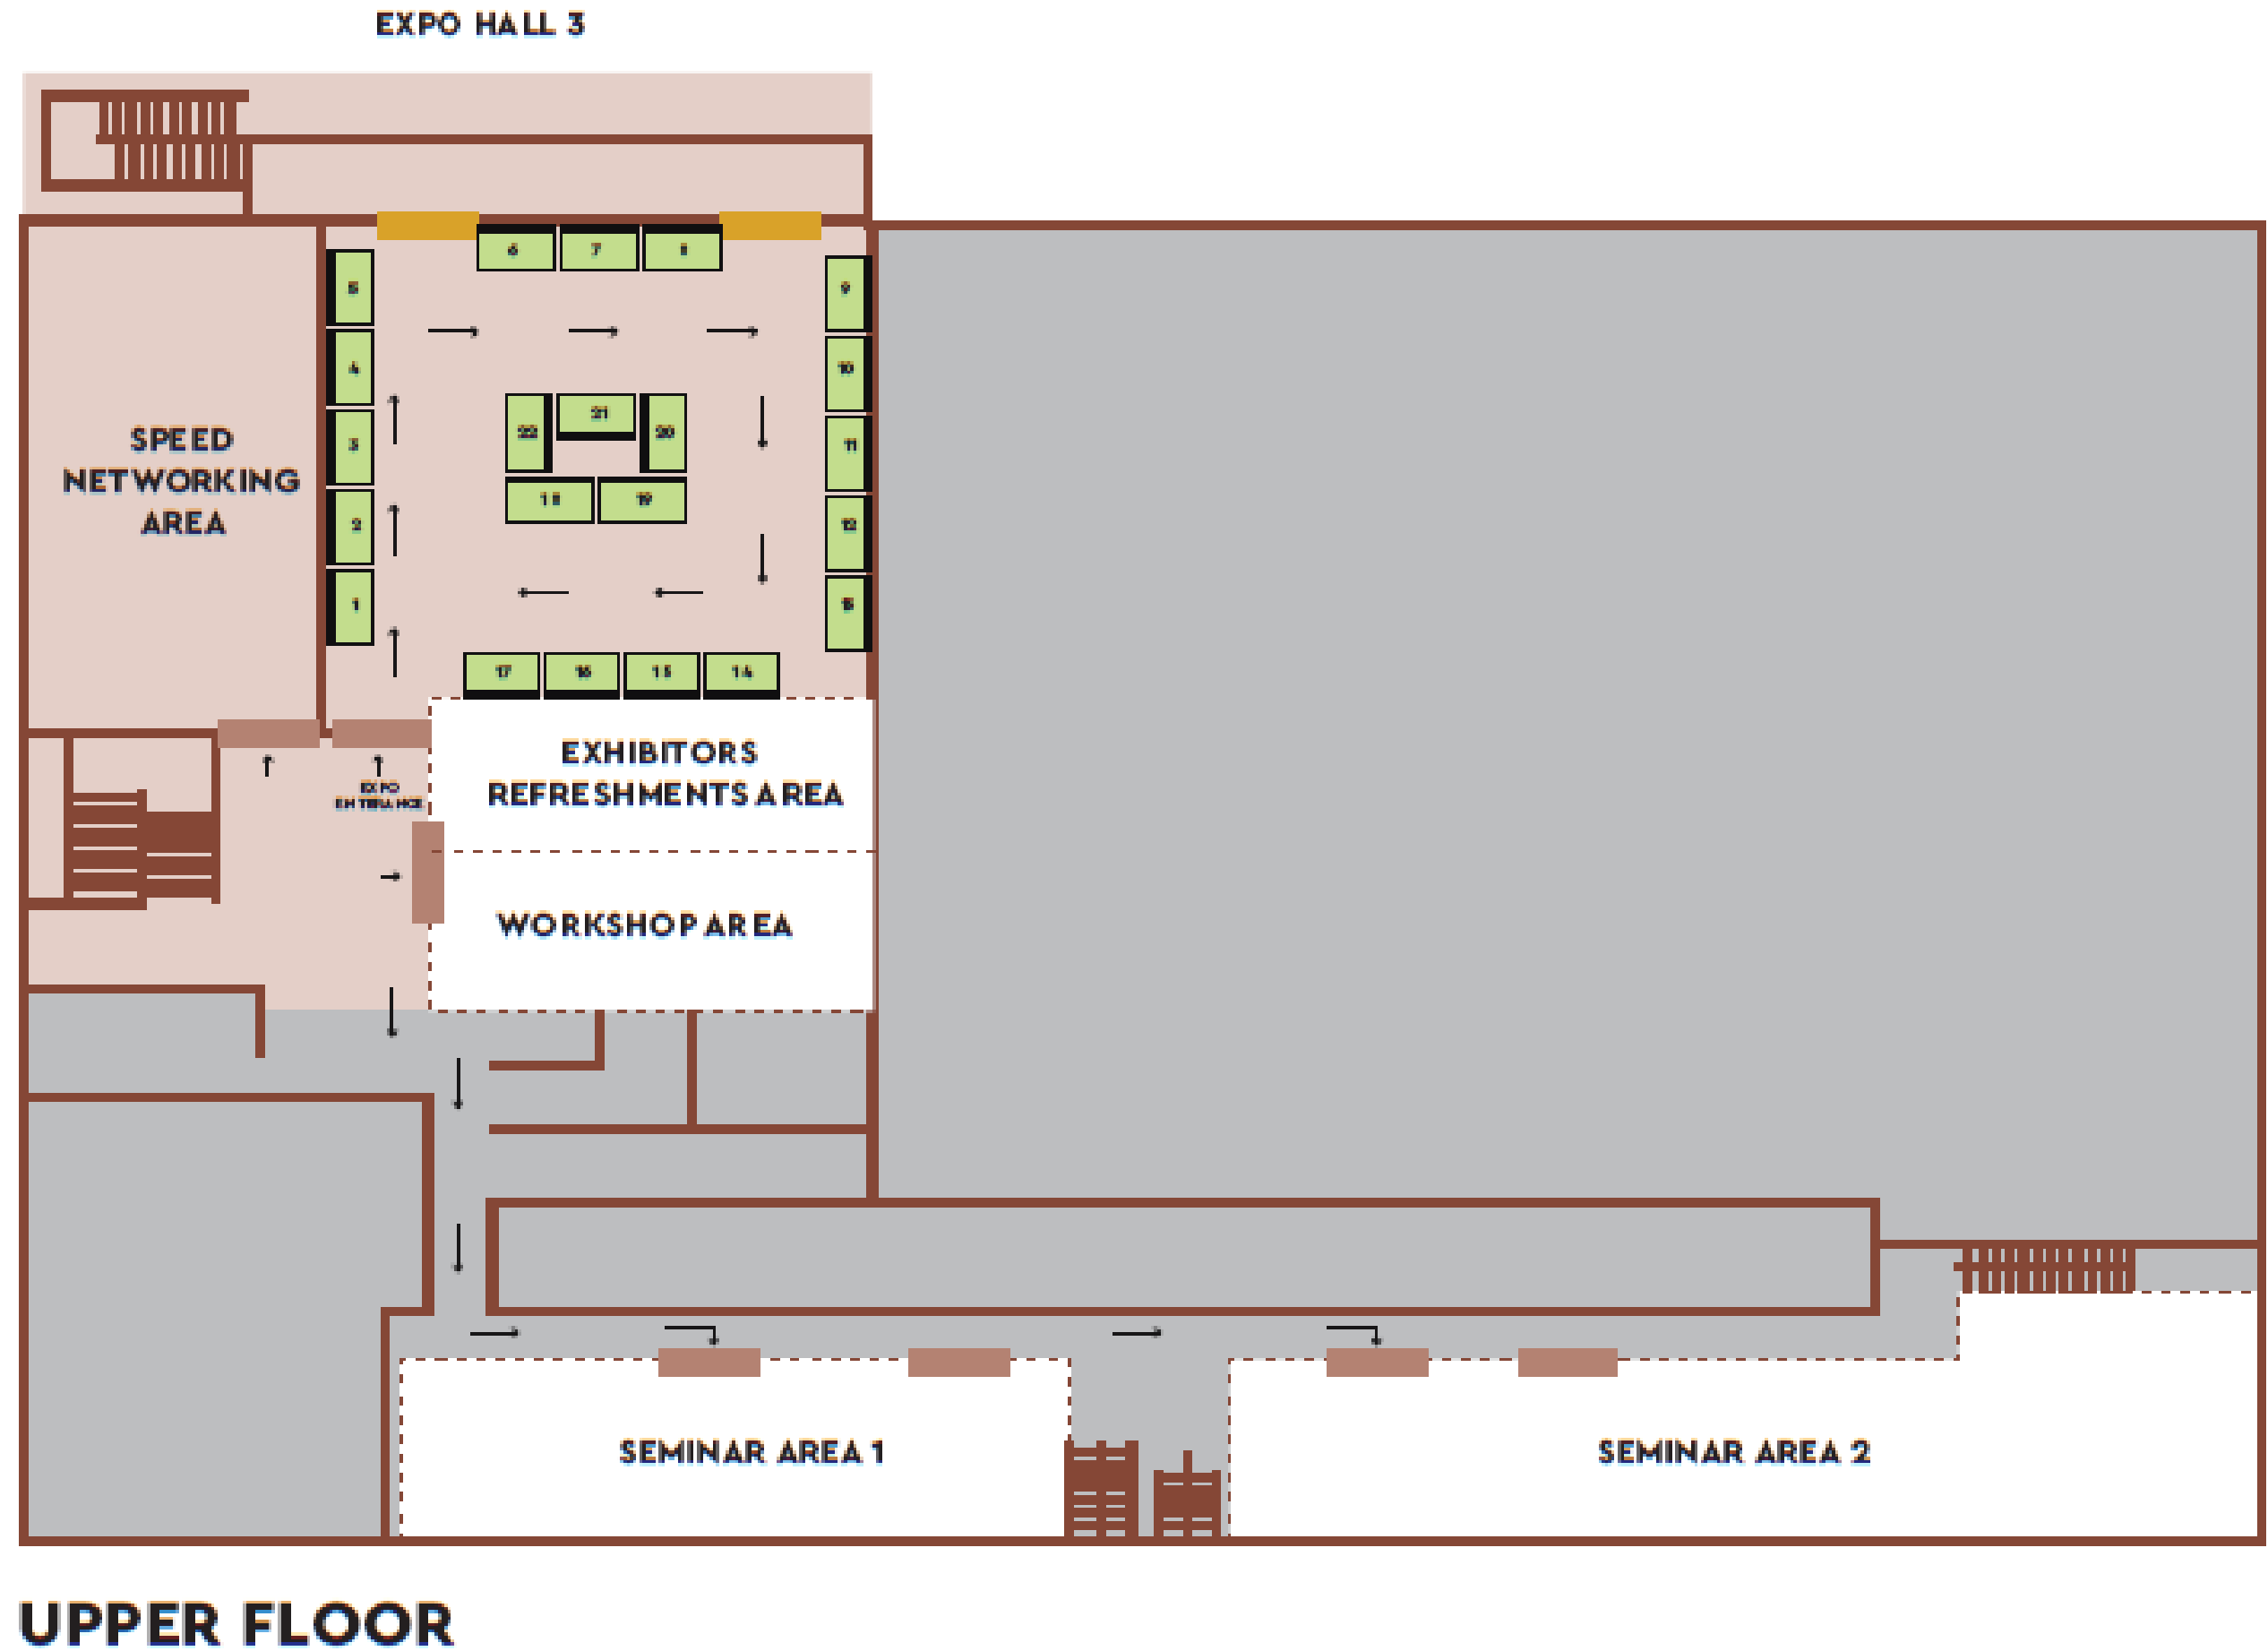 EXPO HALL 3
6
7
8
5
9
4
10
21
22
20
3
11
18
19
2
12
1
17
16
15
14
SPEED
NETWORKING
AREA
EXHIBITORS
REFRESHMENTS AREA
EXPO
ENTRANCE
WORKSHOP AREA
SEMINAR AREA 1
SEMINAR AREA 2
UPPER FLOOR